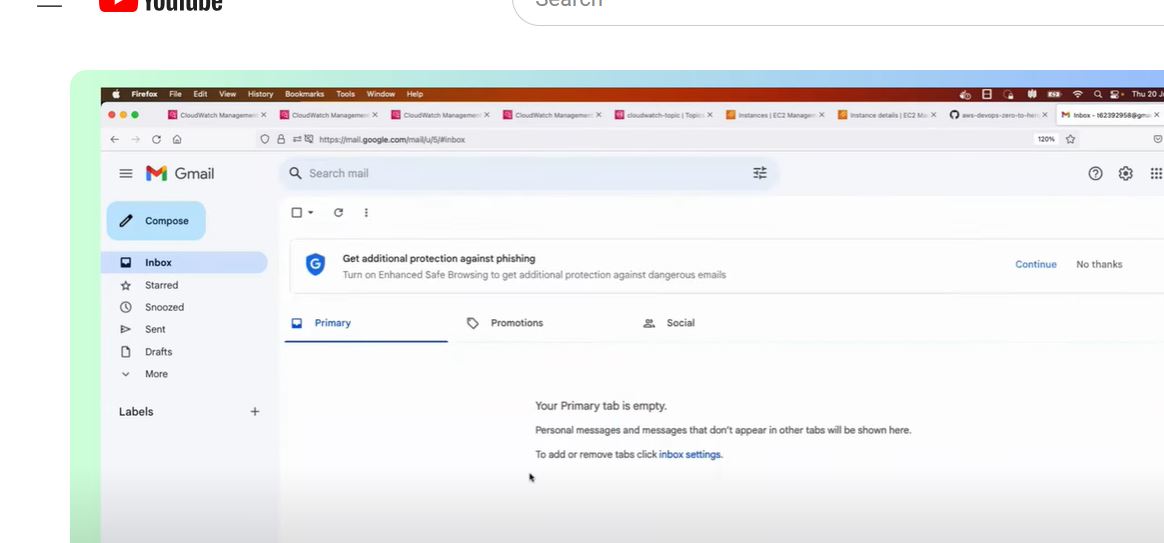 YouTube
Search
Firefox File Edit View History Bookmarks Tools Window Help
Thu 20 J
CloudWatch Managemen CloudWatch Managemen CloudWatch Managemen CloudWatch Managemen cloudwatch-topic | Topics Instances | EC2 Managem Instance details | EC2 Ma aws-devops-zero-to-hero Inbox - t62392958@gma
https://mail.google.com/mail/u/5/#inbox
120%
Gmail
Search mail
Compose
Inbox
Starred
Snoozed
Sent
Drafts
More
Labels
Get additional protection against phishing
Turn on Enhanced Safe Browsing to get additional protection against dangerous emails
Continue No thanks
Primary Promotions Social
Your Primary tab is empty.
Personal messages and messages that don't appear in other tabs will be shown here.
To add or remove tabs click inbox settings.